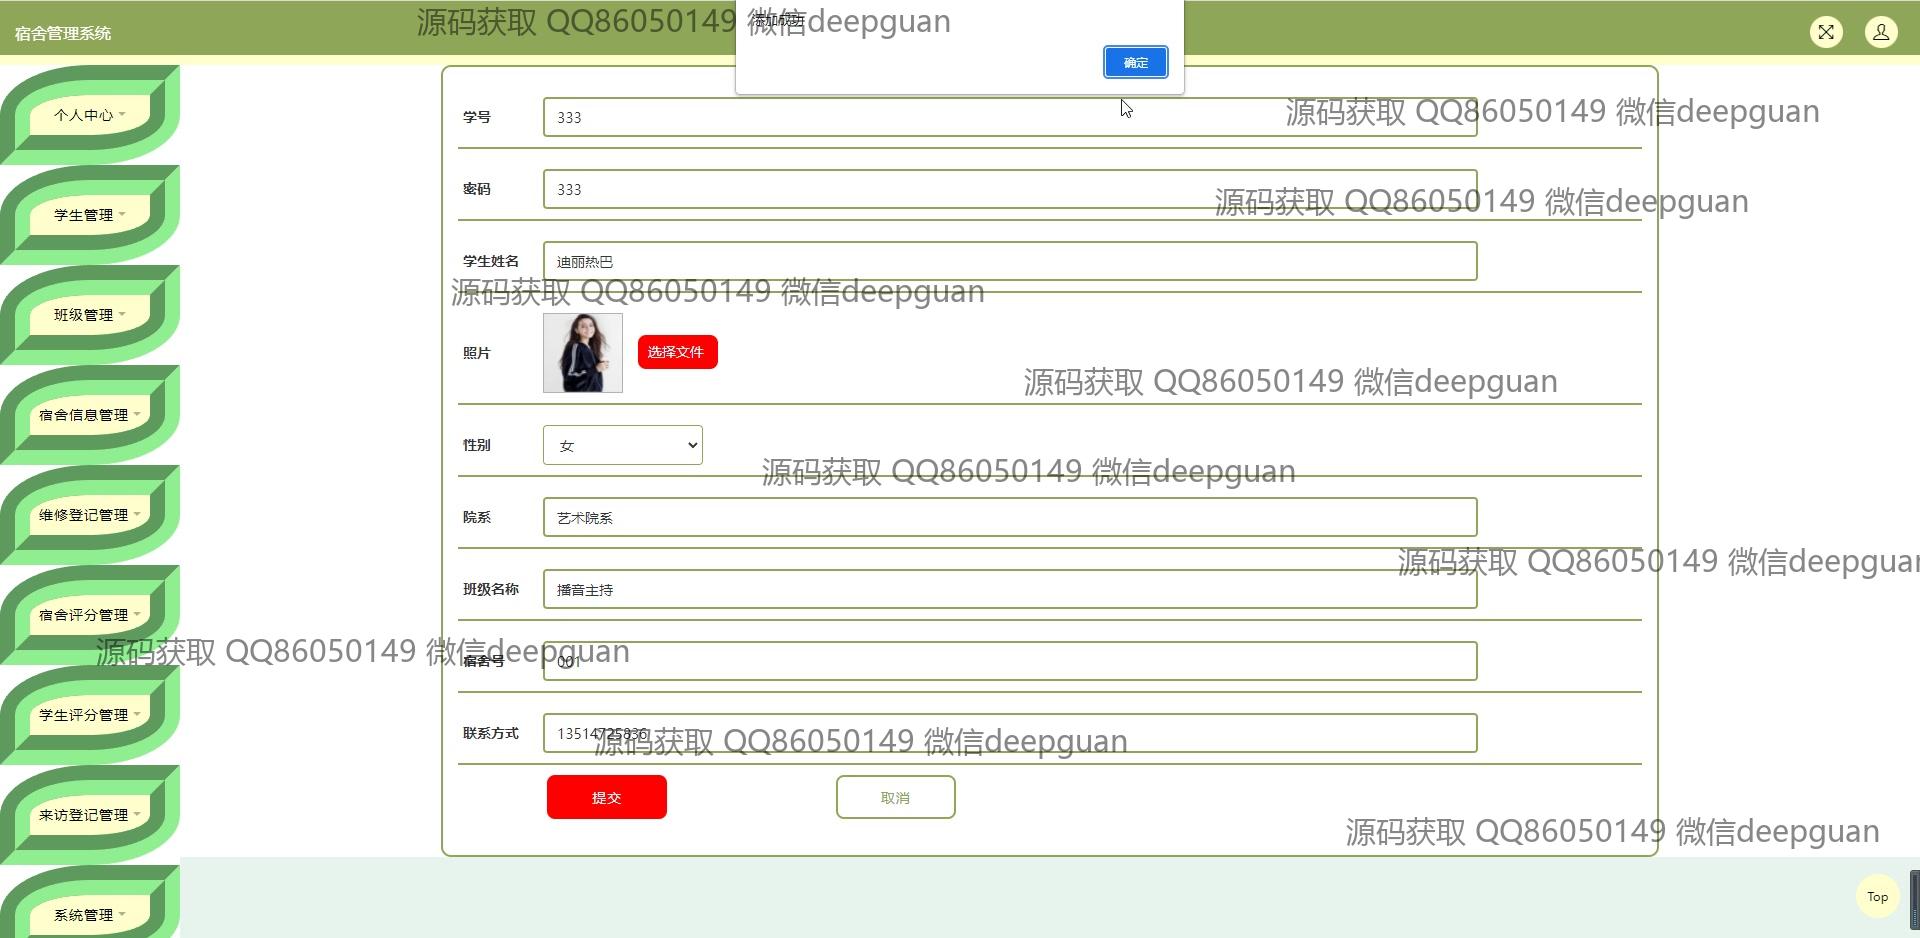 宿舍管理系统
源码获取 QQ86050149 微信deepguan
添加成功
确定
个人中心
学生管理
班级管理
宿舍信息管理
维修登记管理
宿舍评分管理
学生评分管理
来访登记管理
系统管理
学号 333
源码获取 QQ86050149 微信deepguan
密码 333
源码获取 QQ86050149 微信deepguan
学生姓名 迪丽热巴
源码获取 QQ86050149 微信deepguan
照片 选择文件
源码获取 QQ86050149 微信deepguan
性别 女
源码获取 QQ86050149 微信deepguan
院系 艺术院系
源码获取 QQ86050149 微信deepguan
班级名称 播音主持
源码获取 QQ86050149 微信deepguan
宿舍号 001
联系方式 13514725836
源码获取 QQ86050149 微信deepguan
提交 取消
源码获取 QQ86050149 微信deepguan
Top